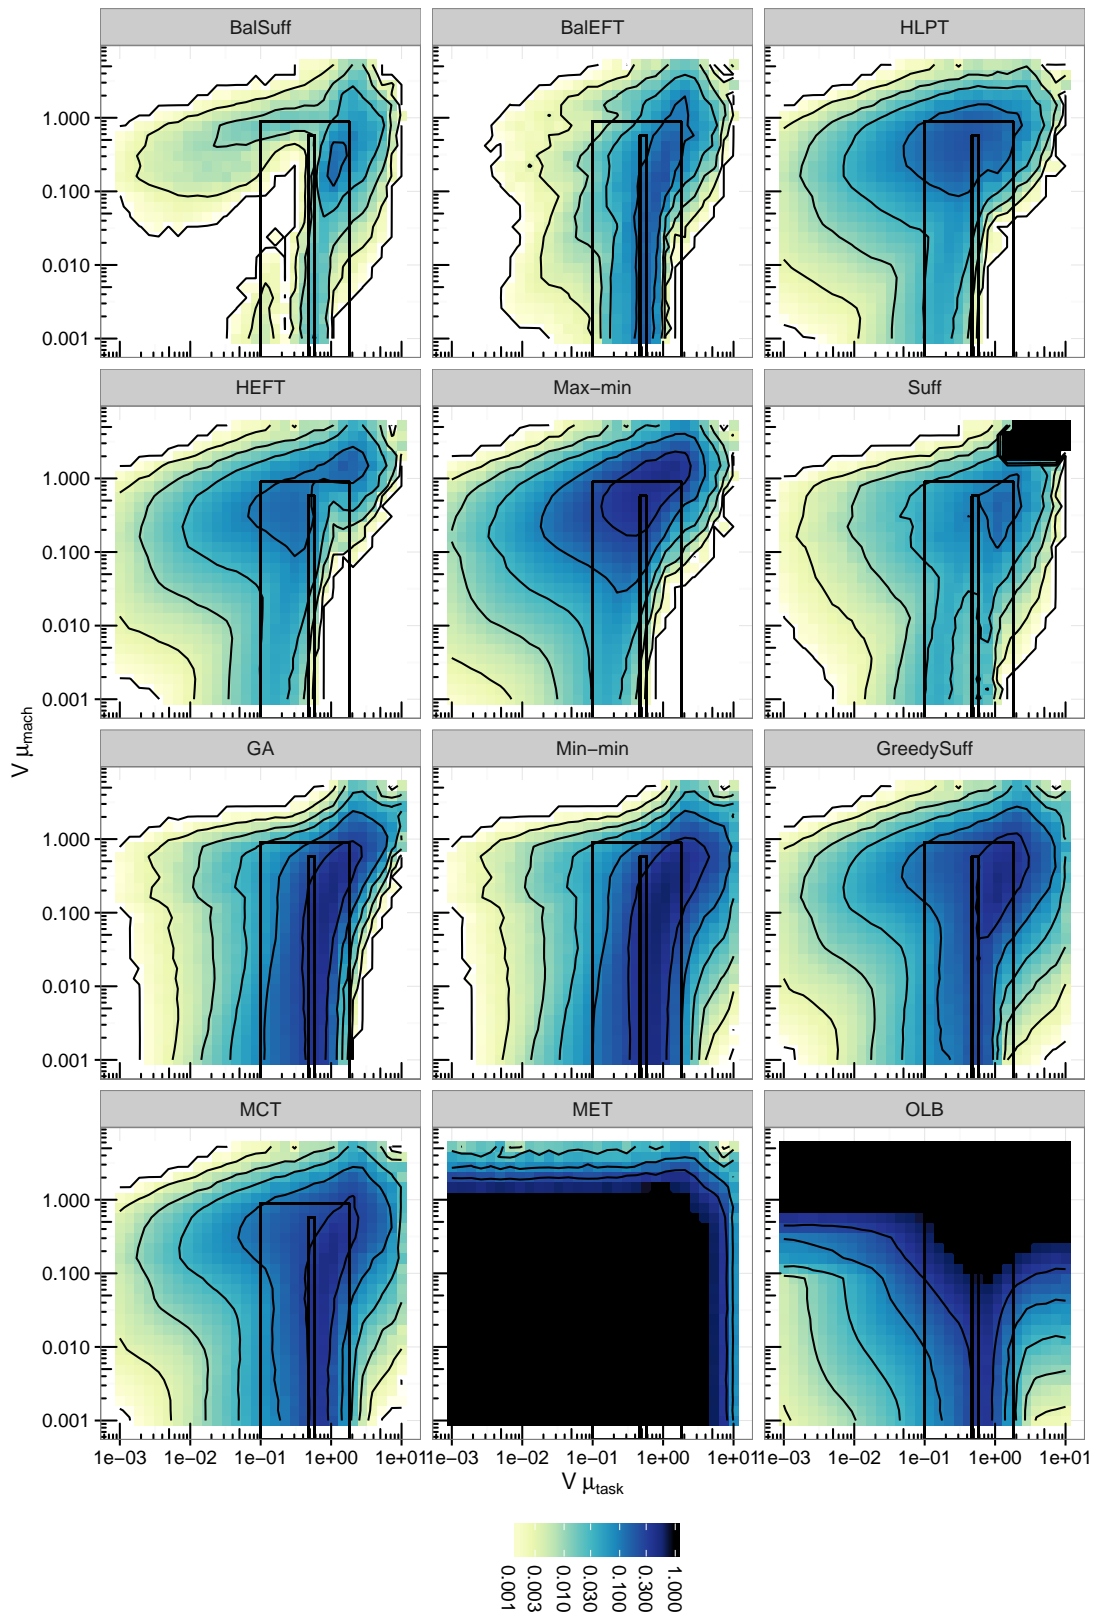 BalSuff BalEFT HLPT
1.000
0.100
0.010
0.001
HEFT Max−min Suff
1.000
0.100
0.010
0.001
GA Min−min GreedySuff
1.000
0.100
0.010
0.001
MCT MET OLB
1.000
0.100
0.010
0.001
V μmach
1e−03 1e−02 1e−01 1e+00 1e+01 1e−03 1e−02 1e−01 1e+00 1e+01 1e−03 1e−02 1e−01 1e+00 1e+01
V μtask
0.001 0.003 0.010 0.030 0.100 0.300 1.000